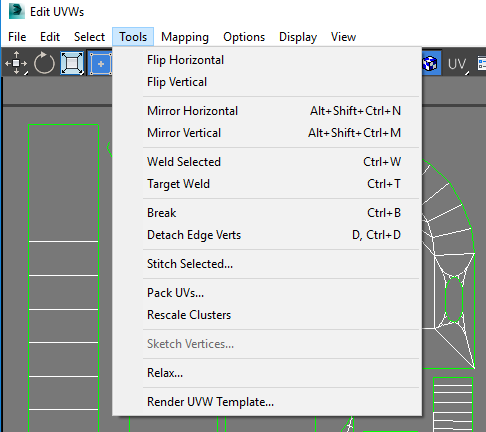 Edit UVWs
File Edit Select Tools Mapping Options Display View
UV
Flip Horizontal
Flip Vertical
Mirror Horizontal Alt+Shift+Ctrl+N
Mirror Vertical Alt+Shift+Ctrl+M
Weld Selected Ctrl+W
Target Weld Ctrl+T
Break Ctrl+B
Detach Edge Verts D, Ctrl+D
Stitch Selected...
Pack UVs...
Rescale Clusters
Sketch Vertices...
Relax...
Render UVW Template...